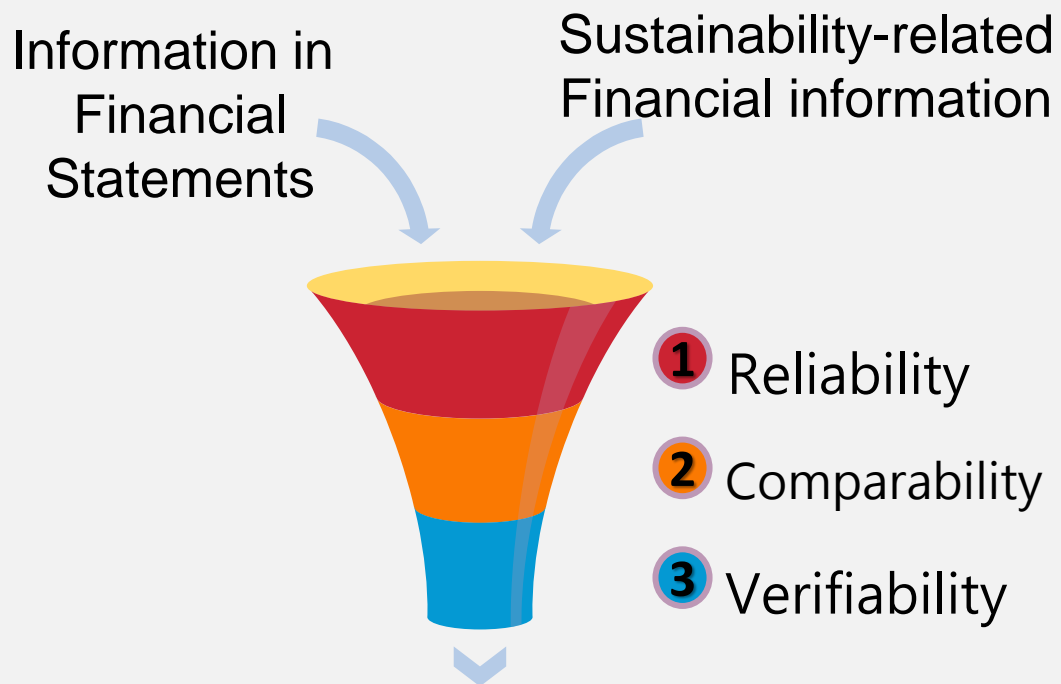 Information in
Financial
Statements
Sustainability-related
Financial information
1 Reliability
2 Comparability
3 Verifiability